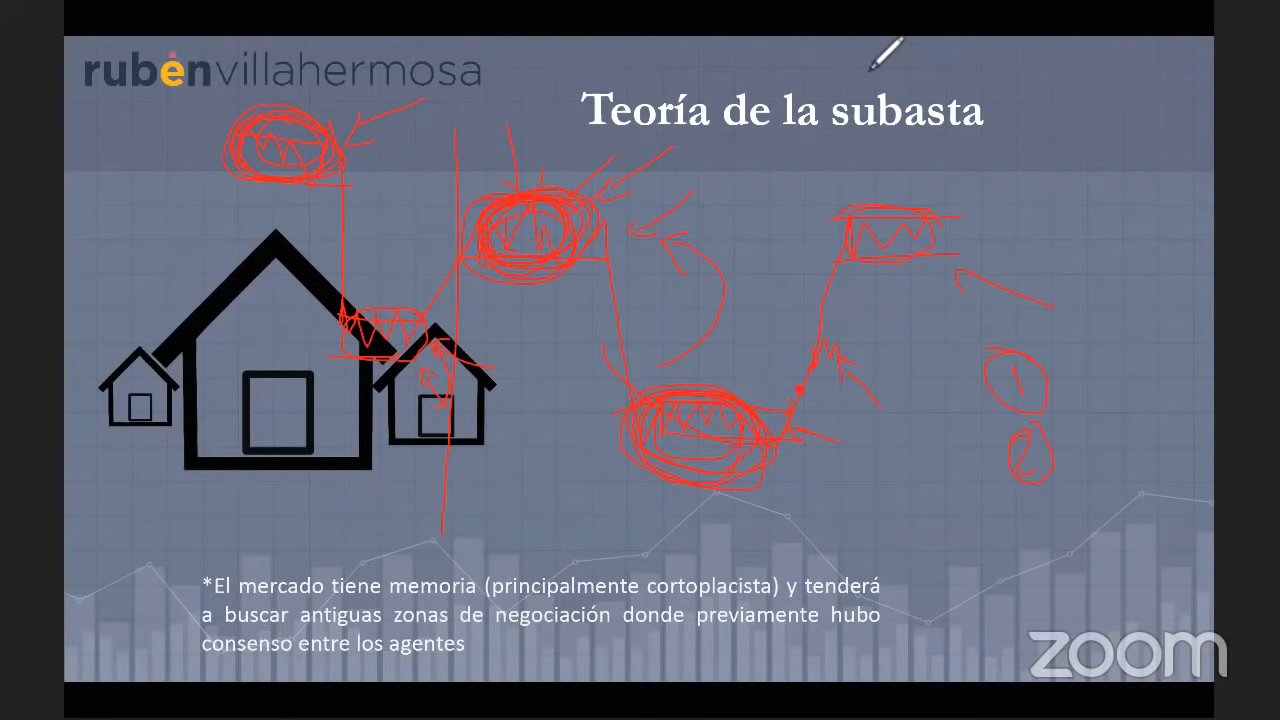 rubénvillahermosa
Teoría de la subasta
1
2
*El mercado tiene memoria (principalmente cortoplacista) y tenderá
a buscar antiguas zonas de negociación donde previamente hubo
consenso entre los agentes
zoom